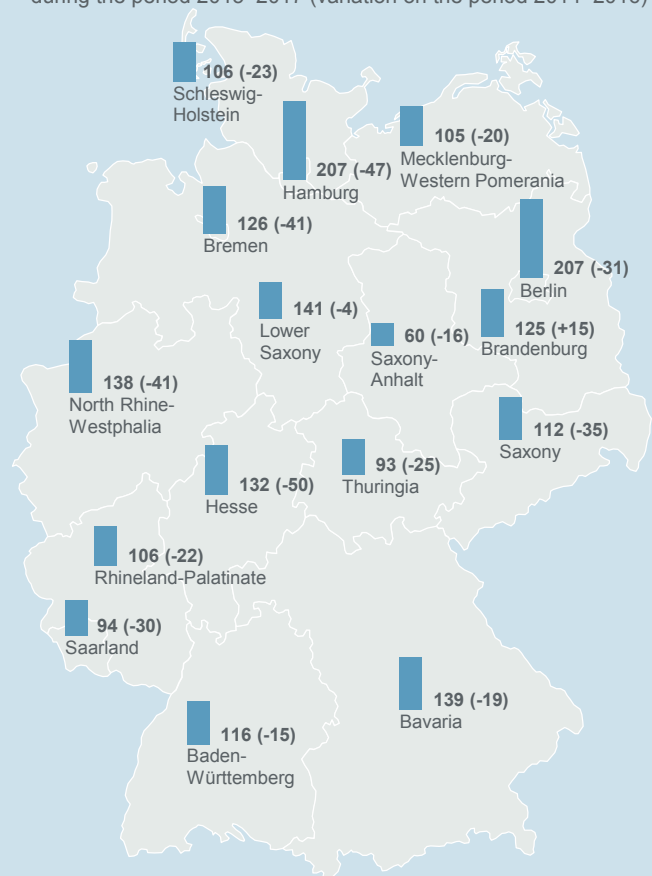 during the period 2015–2017 (variation on the period 2014–2016)
106 (-23)
Schleswig-
Holstein
105 (-20)
Mecklenburg-
Western Pomerania
207 (-47)
Hamburg
126 (-41)
Bremen
207 (-31)
Berlin
141 (-4)
Lower
Saxony
60 (-16)
Saxony-
Anhalt
125 (+15)
Brandenburg
138 (-41)
North Rhine-
Westphalia
112 (-35)
Saxony
132 (-50)
Hesse
93 (-25)
Thuringia
106 (-22)
Rhineland-Palatinate
94 (-30)
Saarland
139 (-19)
Bavaria
116 (-15)
Baden-
Württemberg